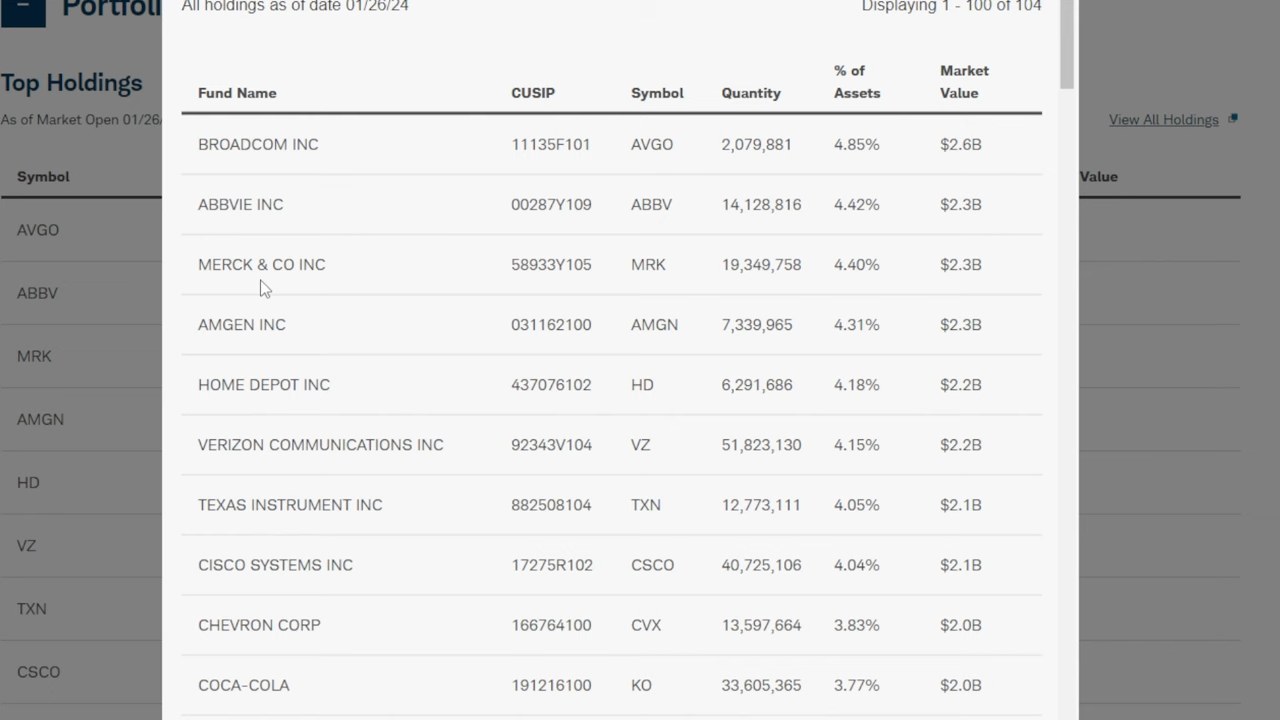 Portfoli
All holdings as of date 01/26/24
Displaying 1 - 100 of 104
Top Holdings
As of Market Open 01/26/
View All Holdings
Symbol
Value
AVGO
ABBV
MRK
AMGN
HD
VZ
TXN
CSCO
Fund Name CUSIP Symbol Quantity % of Assets Market Value
BROADCOM INC 11135F101 AVGO 2,079,881 4.85% $2.6B
ABBVIE INC 00287Y109 ABBV 14,128,816 4.42% $2.3B
MERCK & CO INC 58933Y105 MRK 19,349,758 4.40% $2.3B
AMGEN INC 031162100 AMGN 7,339,965 4.31% $2.3B
HOME DEPOT INC 437076102 HD 6,291,686 4.18% $2.2B
VERIZON COMMUNICATIONS INC 92343V104 VZ 51,823,130 4.15% $2.2B
TEXAS INSTRUMENT INC 882508104 TXN 12,773,111 4.05% $2.1B
CISCO SYSTEMS INC 17275R102 CSCO 40,725,106 4.04% $2.1B
CHEVRON CORP 166764100 CVX 13,597,664 3.83% $2.0B
COCA-COLA 191216100 KO 33,605,365 3.77% $2.0B